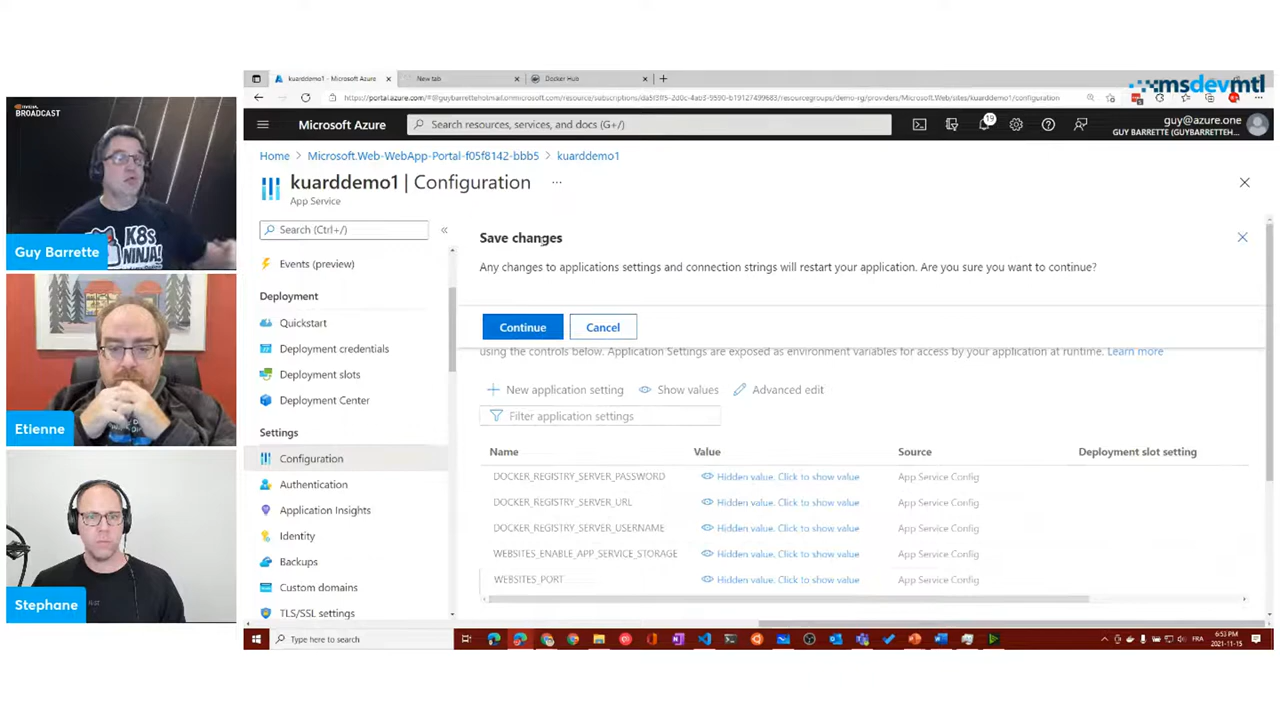 BROADCAST
K8s
NINJA!
Guy Barrette
Etienne
Stephane
msdevmtl
kuarddemo1 - Microsoft Azure
New tab
Docker Hub
Microsoft Azure
Search resources, services, and docs (G+/)
19
guy@azure.one
GUY BARRETTE (GUYBARRETTEH...
Home > Microsoft.Web-WebApp-Portal-f05f8142-bbb5 > kuarddemo1
kuarddemo1 | Configuration ...
App Service
Search (Ctrl+/)
Events (preview)
Deployment
Quickstart
Deployment credentials
Deployment slots
Deployment Center
Settings
Configuration
Authentication
Application Insights
Identity
Backups
Custom domains
TLS/SSL settings
Save changes
Any changes to applications settings and connection strings will restart your application. Are you sure you want to continue?
Continue Cancel
using the controls below. Application Settings are exposed as environment variables for access by your application at runtime. Learn more
New application setting Show values Advanced edit
Filter application settings
Name Value Source Deployment slot setting
DOCKER_REGISTRY_SERVER_PASSWORD Hidden value. Click to show value App Service Config
DOCKER_REGISTRY_SERVER_URL Hidden value. Click to show value App Service Config
DOCKER_REGISTRY_SERVER_USERNAME Hidden value. Click to show value App Service Config
WEBSITES_ENABLE_APP_SERVICE_STORAGE Hidden value. Click to show value App Service Config
WEBSITES_PORT Hidden value. Click to show value App Service Config
Type here to search
FRA
6:53 PM
2021-11-15